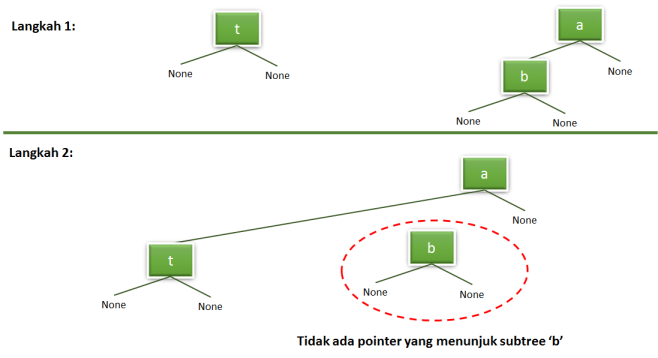 Langkah 1:
t
a
None
None
None
b
None
None
Langkah 2:
a
None
t
b
None
None
None
None
Tidak ada pointer yang menunjuk subtree ‘b’